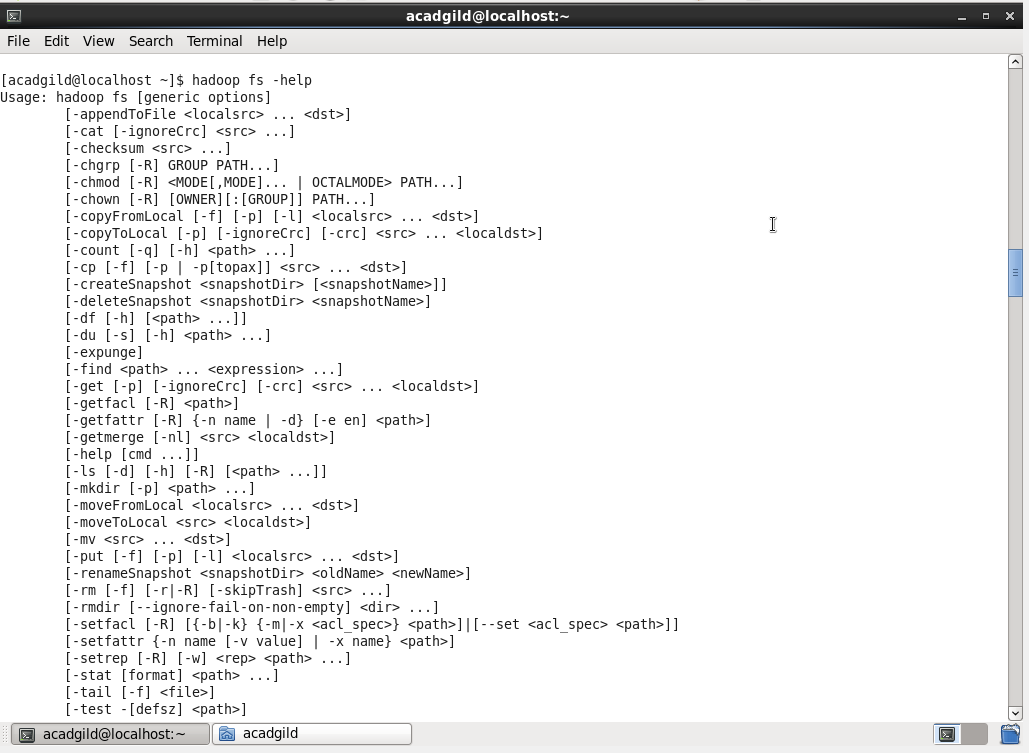 acadgild@localhost:~
File Edit View Search Terminal Help
[acadgild@localhost ~]$ hadoop fs -help
Usage: hadoop fs [generic options]
        [-appendToFile <localsrc> ... <dst>]
        [-cat [-ignoreCrc] <src> ...]
        [-checksum <src> ...]
        [-chgrp [-R] GROUP PATH...]
        [-chmod [-R] <MODE[,MODE]... | OCTALMODE> PATH...]
        [-chown [-R] [OWNER][:[GROUP]] PATH...]
        [-copyFromLocal [-f] [-p] [-l] <localsrc> ... <dst>]
        [-copyToLocal [-p] [-ignoreCrc] [-crc] <src> ... <localdst>]
        [-count [-q] [-h] <path> ...]
        [-cp [-f] [-p | -p[topax]] <src> ... <dst>]
        [-createSnapshot <snapshotDir> [<snapshotName>]]
        [-deleteSnapshot <snapshotDir> <snapshotName>]
        [-df [-h] [<path> ...]]
        [-du [-s] [-h] <path> ...]
        [-expunge]
        [-find <path> ... <expression> ...]
        [-get [-p] [-ignoreCrc] [-crc] <src> ... <localdst>]
        [-getfacl [-R] <path>]
        [-getfattr [-R] {-n name | -d} [-e en] <path>]
        [-getmerge [-nl] <src> <localdst>]
        [-help [cmd ...]]
        [-ls [-d] [-h] [-R] [<path> ...]]
        [-mkdir [-p] <path> ...]
        [-moveFromLocal <localsrc> ... <dst>]
        [-moveToLocal <src> <localdst>]
        [-mv <src> ... <dst>]
        [-put [-f] [-p] [-l] <localsrc> ... <dst>]
        [-renameSnapshot <snapshotDir> <oldName> <newName>]
        [-rm [-f] [-r|-R] [-skipTrash] <src> ...]
        [-rmdir [--ignore-fail-on-non-empty] <dir> ...]
        [-setfacl [-R] [{-b|-k} {-m|-x <acl_spec>} <path>]|[--set <acl_spec> <path>]]
        [-setfattr {-n name [-v value] | -x name} <path>]
        [-setrep [-R] [-w] <rep> <path> ...]
        [-stat [format] <path> ...]
        [-tail [-f] <file>]
        [-test -[defsz] <path>]
acadgild@localhost:~ acadgild